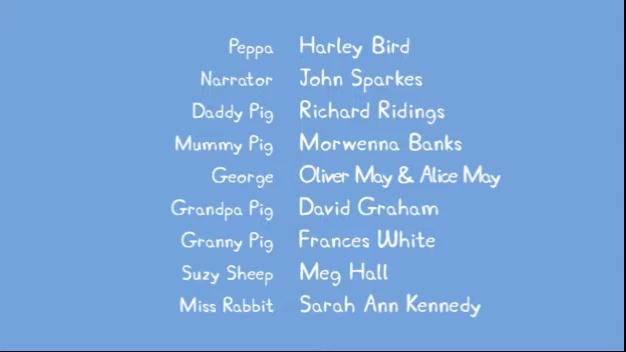 Peppa Harley Bird
Narrator John Sparkes
Daddy Pig Richard Ridings
Mummy Pig Morwenna Banks
George Oliver May & Alice May
Grandpa Pig David Graham
Granny Pig Frances White
Suzy Sheep Meg Hall
Miss Rabbit Sarah Ann Kennedy